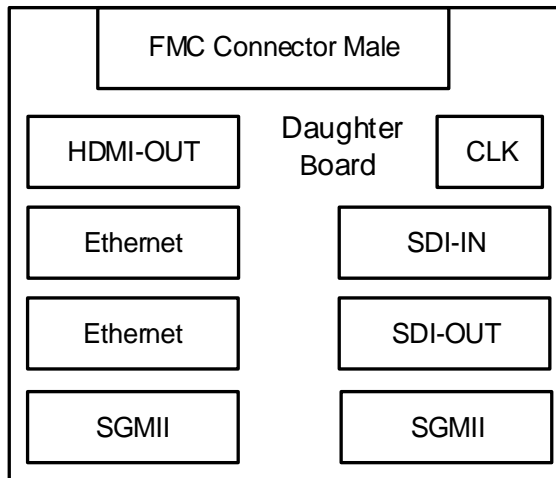 FMC Connector Male
HDMI-OUT
Daughter
Board
CLK
Ethernet
SDI-IN
Ethernet
SDI-OUT
SGMII
SGMII